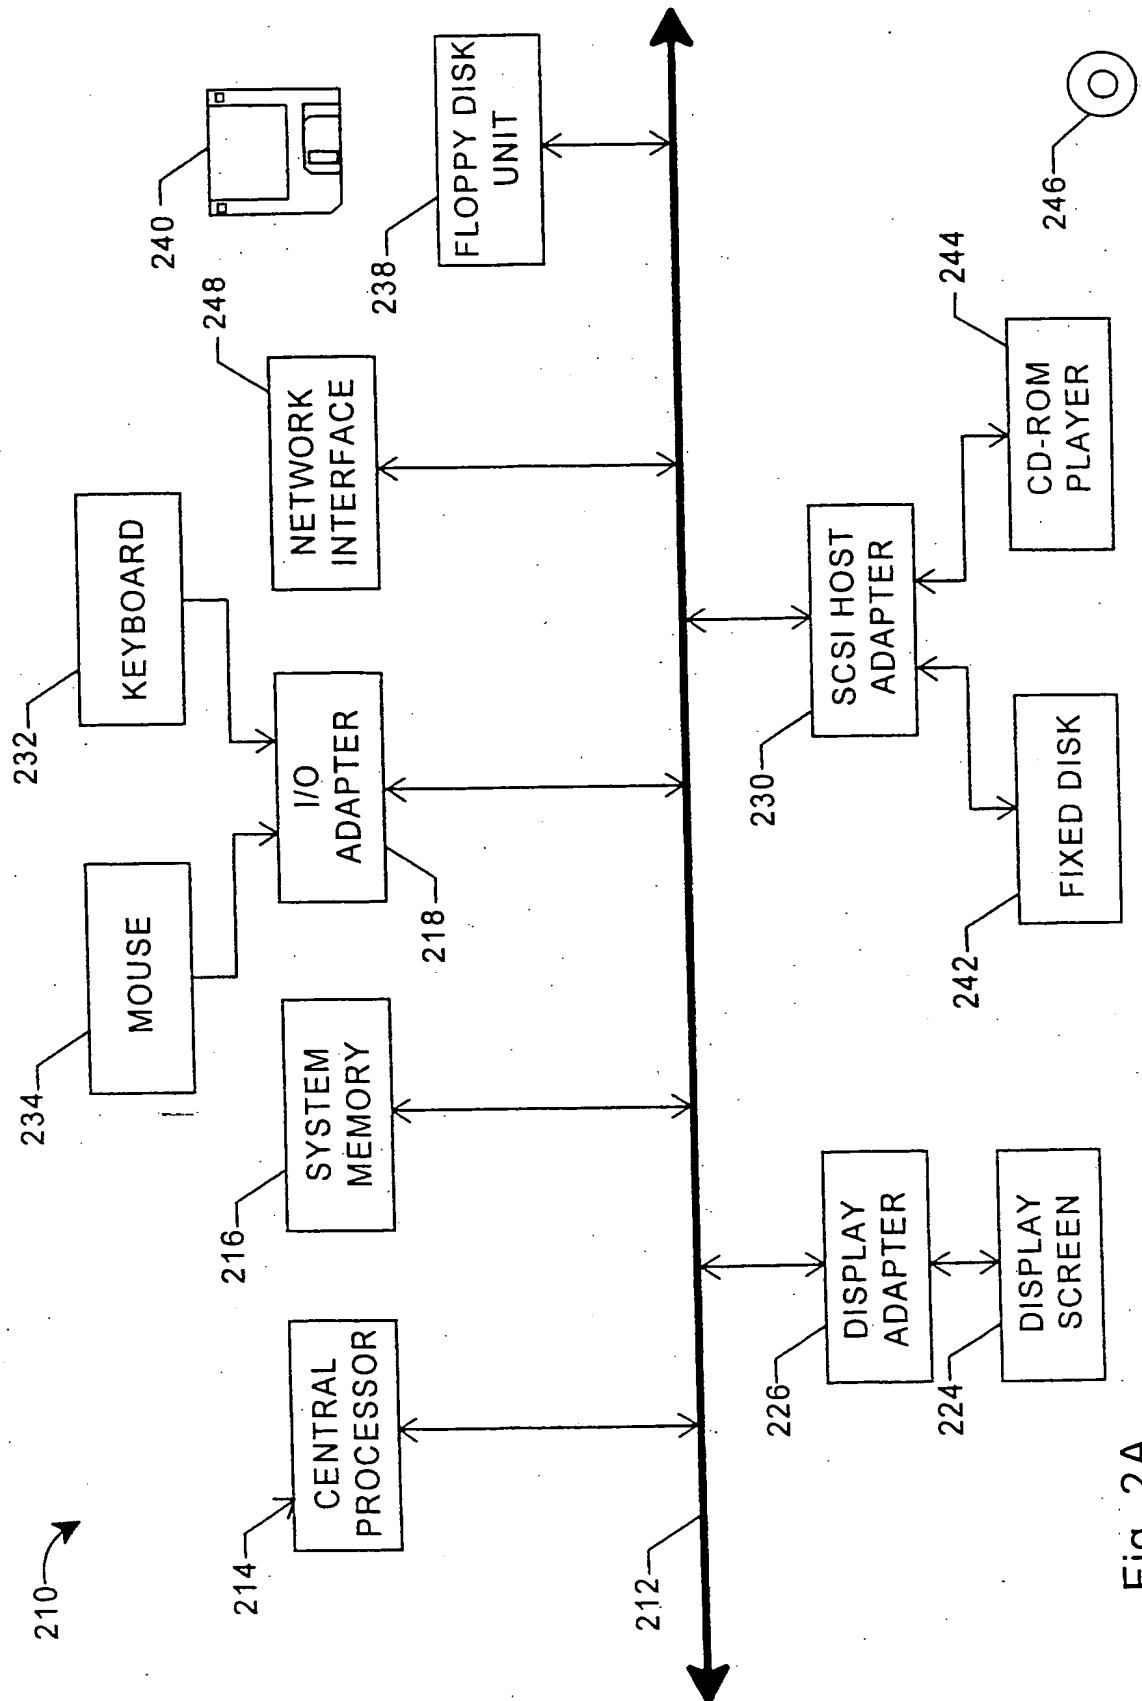 210
214
CENTRAL
PROCESSOR
216
SYSTEM
MEMORY
234
MOUSE
232
KEYBOARD
I/O
ADAPTER
218
248
NETWORK
INTERFACE
240
238
FLOPPY DISK
UNIT
212
226
DISPLAY
ADAPTER
224
DISPLAY
SCREEN
230
SCSI HOST
ADAPTER
242
FIXED DISK
244
CD-ROM
PLAYER
246
Fig. 2A